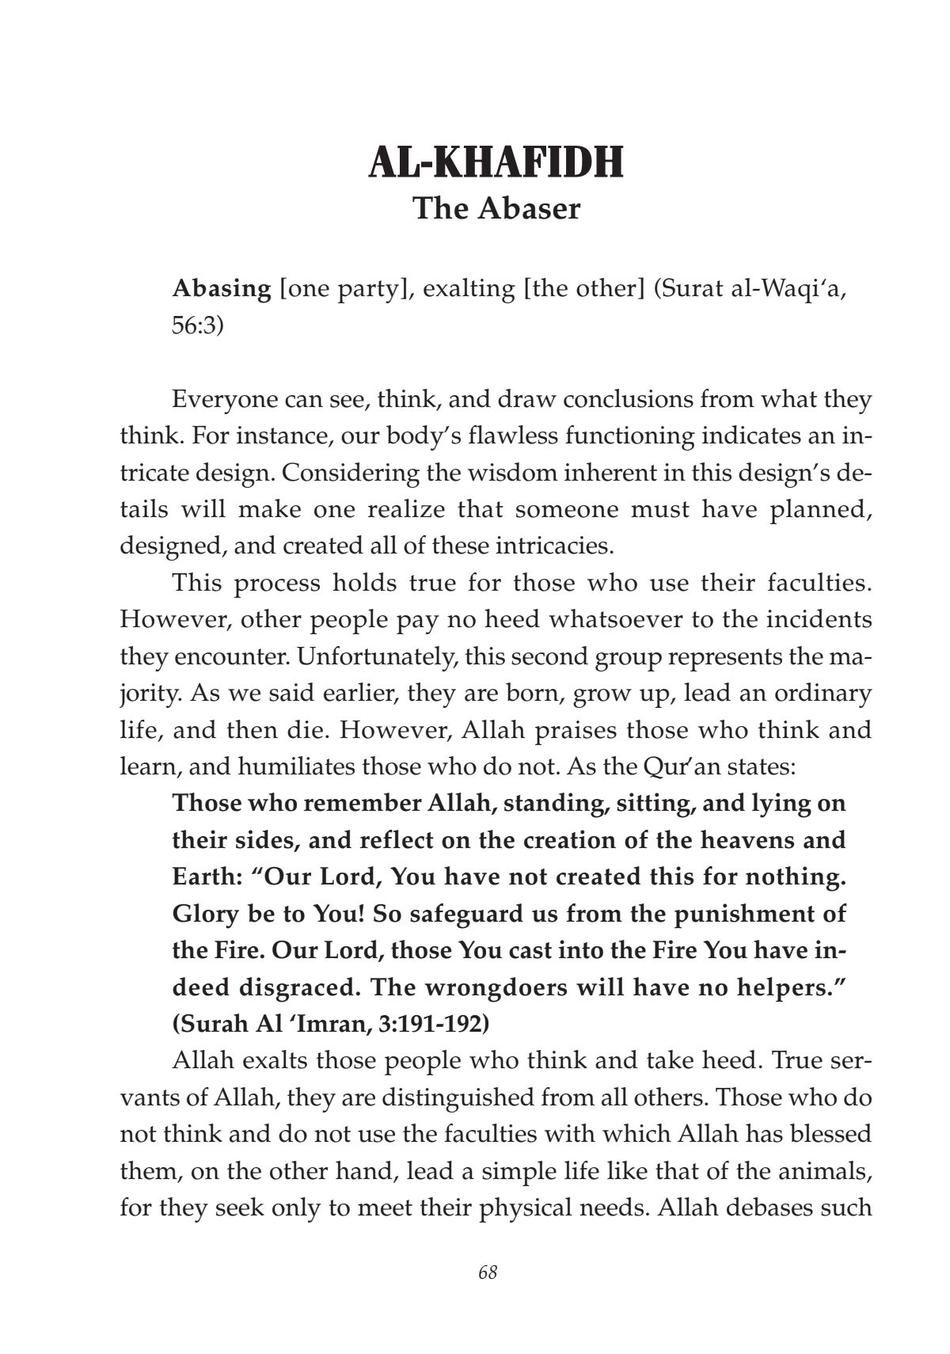 AL-KHAFIDH
The Abaser
Abasing [one party], exalting [the other] (Surat al-Waqi‘a,
56:3)
Everyone can see, think, and draw conclusions from what they
think. For instance, our body’s flawless functioning indicates an in-
tricate design. Considering the wisdom inherent in this design’s de-
tails will make one realize that someone must have planned,
designed, and created all of these intricacies.
This process holds true for those who use their faculties.
However, other people pay no heed whatsoever to the incidents
they encounter. Unfortunately, this second group represents the ma-
jority. As we said earlier, they are born, grow up, lead an ordinary
life, and then die. However, Allah praises those who think and
learn, and humiliates those who do not. As the Qur’an states:
Those who remember Allah, standing, sitting, and lying on
their sides, and reflect on the creation of the heavens and
Earth: “Our Lord, You have not created this for nothing.
Glory be to You! So safeguard us from the punishment of
the Fire. Our Lord, those You cast into the Fire You have in-
deed disgraced. The wrongdoers will have no helpers.”
(Surah Al ‘Imran, 3:191-192)
Allah exalts those people who think and take heed. True ser-
vants of Allah, they are distinguished from all others. Those who do
not think and do not use the faculties with which Allah has blessed
them, on the other hand, lead a simple life like that of the animals,
for they seek only to meet their physical needs. Allah debases such
68